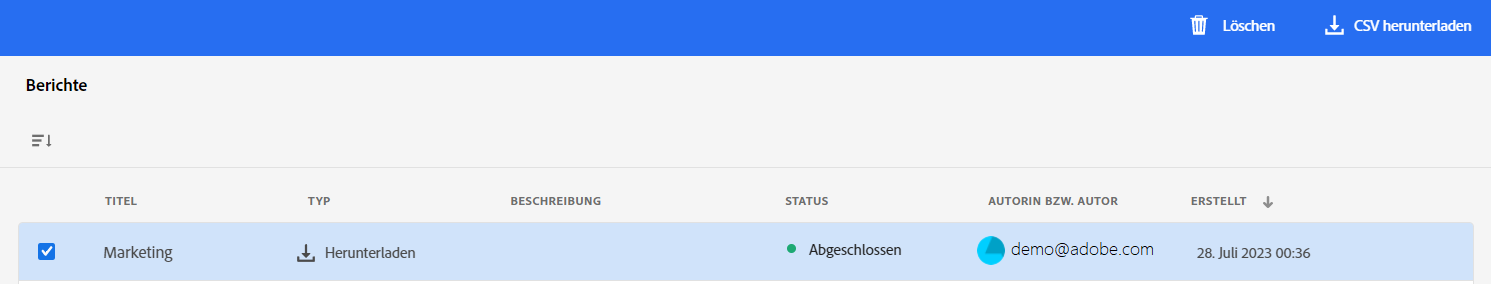 Löschen CSV herunterladen
Berichte
TITEL TYP BESCHREIBUNG STATUS AUTORIN BZW. AUTOR ERSTELLT
Marketing Herunterladen Abgeschlossen demo@adobe.com 28. Juli 2023 00:36